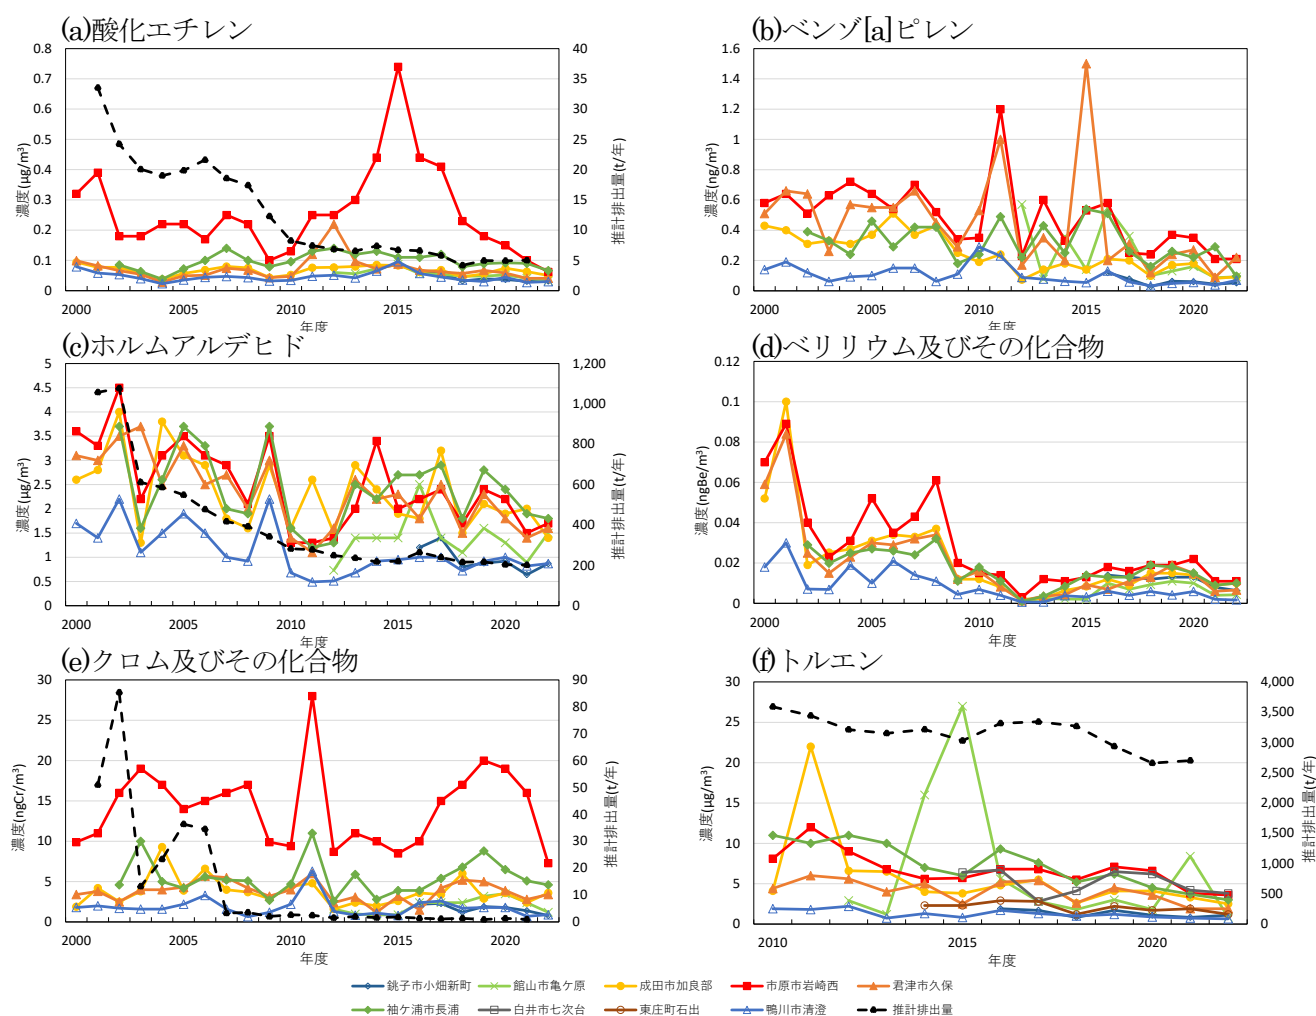 (a)酸化エチレン
濃度(μg/m³)
0.8
0.7
0.6
0.5
0.4
0.3
0.2
0.1
0
40
35
30
25
20
15
10
5
0
推計排出量(t/年)
2000 2005 2010 2015 2020
年度
(b)ベンゾ[a]ピレン
濃度(ng/m³)
1.6
1.4
1.2
1
0.8
0.6
0.4
0.2
0
2000 2005 2010 2015 2020
年度
(c)ホルムアルデヒド
濃度(μg/m³)
5
4.5
4
3.5
3
2.5
2
1.5
1
0.5
0
1,200
1,000
800
600
400
200
0
推計排出量(t/年)
2000 2005 2010 2015 2020
年度
(d)ベリリウム及びその化合物
濃度(ngBe/m³)
0.12
0.1
0.08
0.06
0.04
0.02
0
2000 2005 2010 2015 2020
年度
(e)クロム及びその化合物
濃度(ngCr/m³)
30
25
20
15
10
5
0
90
80
70
60
50
40
30
20
10
0
推計排出量(t/年)
2000 2005 2010 2015 2020
年度
(f)トルエン
濃度(μg/m³)
30
25
20
15
10
5
0
4,000
3,500
3,000
2,500
2,000
1,500
1,000
500
0
推計排出量(t/年)
2010 2015 2020
年度
銚子市小畑新町 館山市亀ケ原 成田市加良部 市原市岩崎西 君津市久保
袖ケ浦市長浦 白井市七次台 東庄町石出 鴨川市清澄 推計排出量